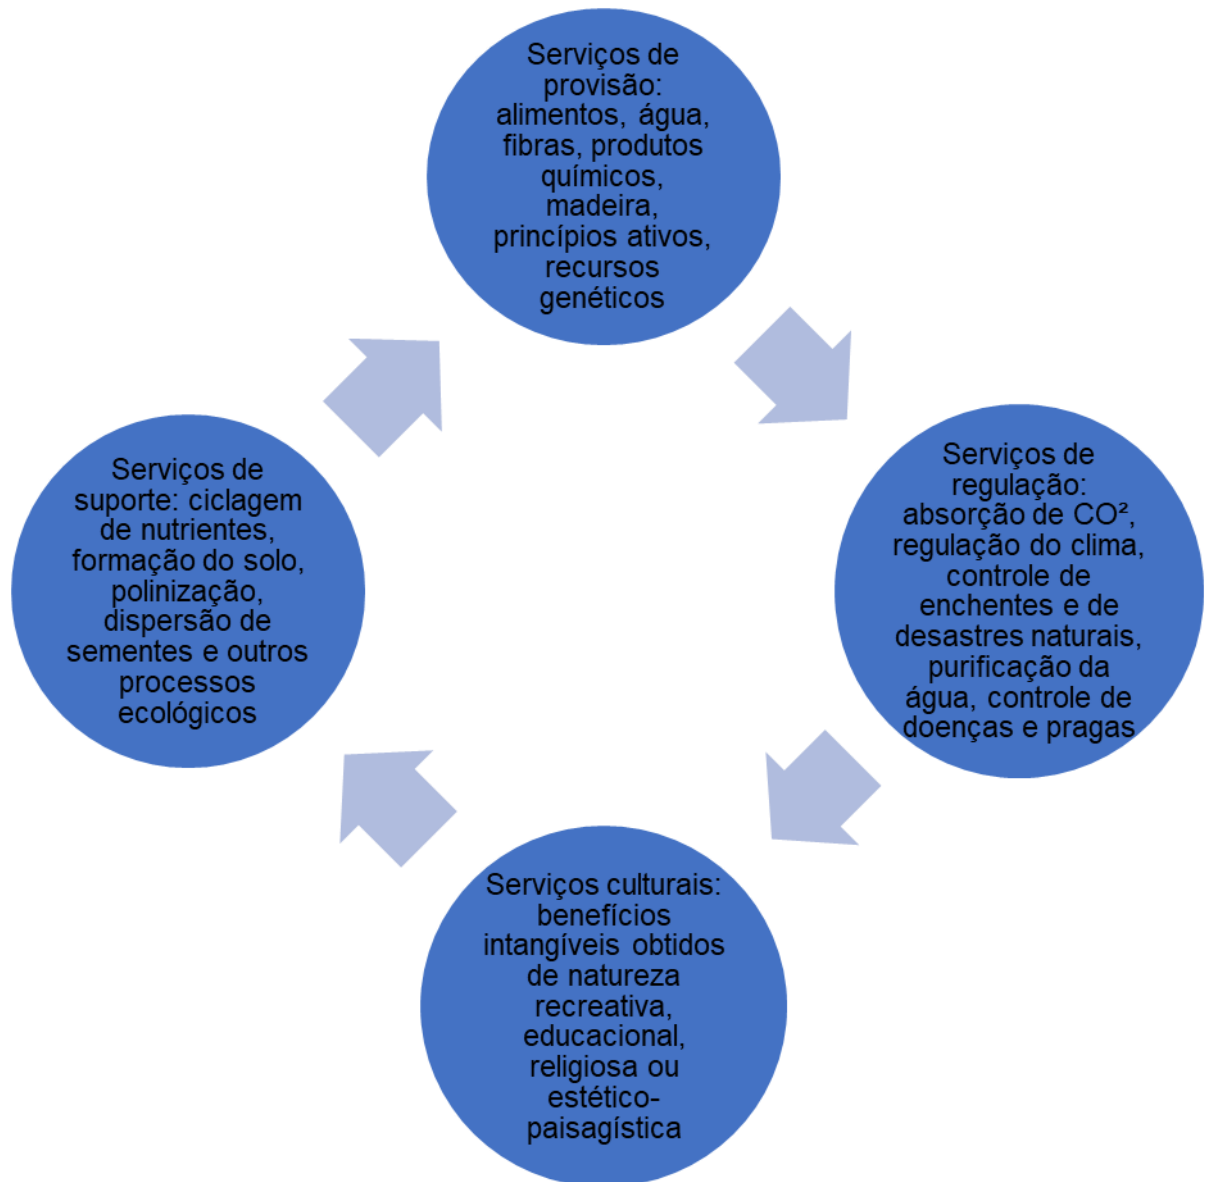 Serviços de
provisão:
alimentos, água,
fibras, produtos
químicos,
madeira,
princípios ativos,
recursos
genéticos
Serviços de
regulação:
absorção de CO²,
regulação do clima,
controle de
enchentes e de
desastres naturais,
purificação da
água, controle de
doenças e pragas
Serviços culturais:
benefícios
intangíveis obtidos
de natureza
recreativa,
educacional,
religiosa ou
estético-
paisagística
Serviços de
suporte: ciclagem
de nutrientes,
formação do solo,
polinização,
dispersão de
sementes e outros
processos
ecológicos